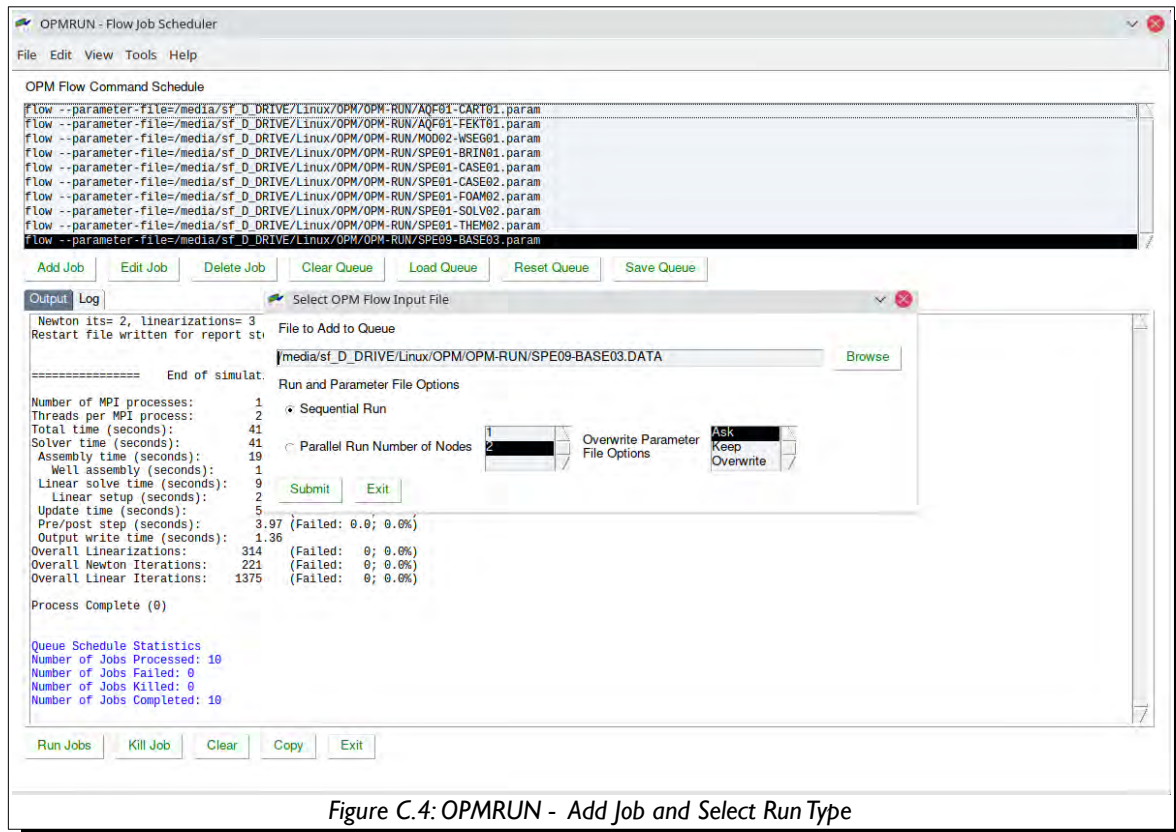 OPMRUN - Flow Job Scheduler
File Edit View Tools Help
OPM Flow Command Schedule
flow --parameter-file=/media/sf_D_DRIVE/Linux/OPM/OPM-RUN/AQF01-CART01.param
flow --parameter-file=/media/sf_D_DRIVE/Linux/OPM/OPM-RUN/AQF01-FEKT01.param
flow --parameter-file=/media/sf_D_DRIVE/Linux/OPM/OPM-RUN/MOD02-WSEG01.param
flow --parameter-file=/media/sf_D_DRIVE/Linux/OPM/OPM-RUN/SPE01-BRIN01.param
flow --parameter-file=/media/sf_D_DRIVE/Linux/OPM/OPM-RUN/SPE01-CASE01.param
flow --parameter-file=/media/sf_D_DRIVE/Linux/OPM/OPM-RUN/SPE01-CASE02.param
flow --parameter-file=/media/sf_D_DRIVE/Linux/OPM/OPM-RUN/SPE01-FOAM02.param
flow --parameter-file=/media/sf_D_DRIVE/Linux/OPM/OPM-RUN/SPE01-SOLV02.param
flow --parameter-file=/media/sf_D_DRIVE/Linux/OPM/OPM-RUN/SPE01-THEM02.param
flow --parameter-file=/media/sf_D_DRIVE/Linux/OPM/OPM-RUN/SPE09-BASE03.param
Add Job Edit Job Delete Job Clear Queue Load Queue Reset Queue Save Queue
Output Log
Select OPM Flow Input File
File to Add to Queue
/media/sf_D_DRIVE/Linux/OPM/OPM-RUN/SPE09-BASE03.DATA Browse
Run and Parameter File Options
Sequential Run
Parallel Run Number of Nodes
1
2
Overwrite Parameter
File Options
Ask
Keep
Overwrite
Submit Exit
Newton its= 2, linearizations= 3
Restart file written for report st
================ End of simulat
Number of MPI processes: 1
Threads per MPI process: 2
Total time (seconds): 41
Solver time (seconds): 41
Assembly time (seconds): 19
Well assembly (seconds): 1
Linear solve time (seconds): 9
Linear setup (seconds): 2
Update time (seconds): 5
Pre/post step (seconds): 3.97 (Failed: 0.0; 0.0%)
Output write time (seconds): 1.36
Overall Linearizations: 314 (Failed: 0; 0.0%)
Overall Newton Iterations: 221 (Failed: 0; 0.0%)
Overall Linear Iterations: 1375 (Failed: 0; 0.0%)
Process Complete (0)
Queue Schedule Statistics
Number of Jobs Processed: 10
Number of Jobs Failed: 0
Number of Jobs Killed: 0
Number of Jobs Completed: 10
Run Jobs Kill Job Clear Copy Exit
Figure C.4: OPMRUN - Add Job and Select Run Type